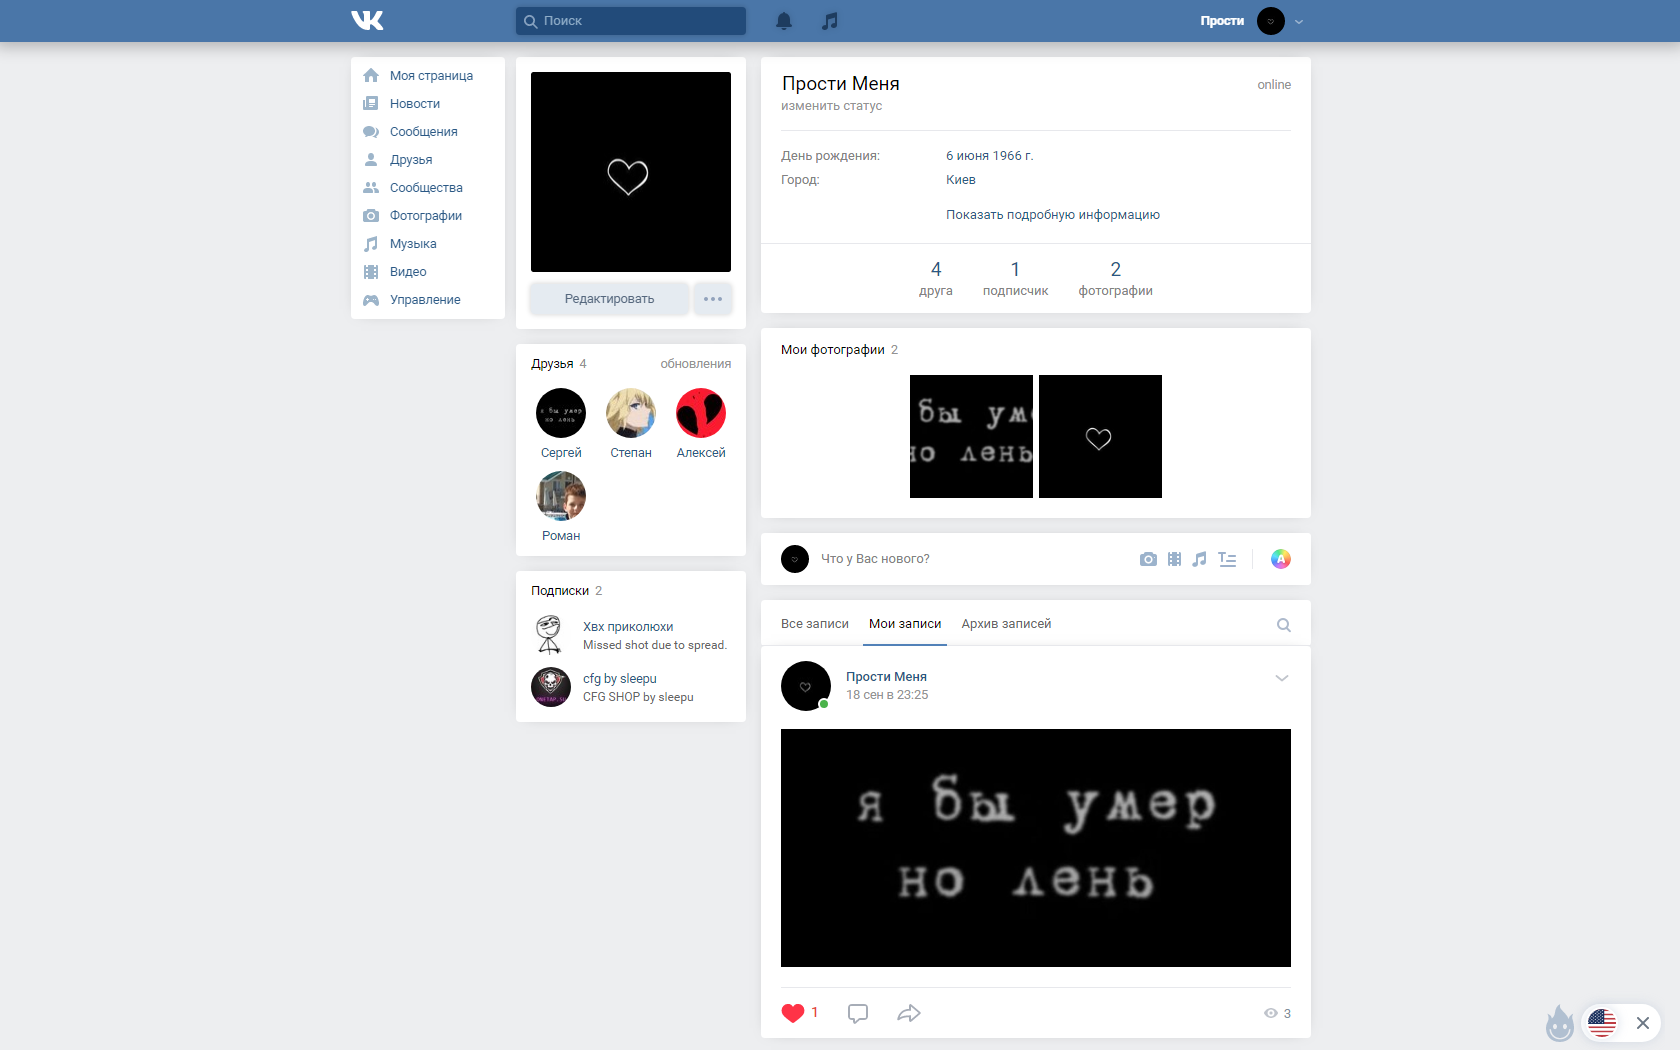 Поиск
Прости
Моя страница
Новости
Сообщения
Друзья
Сообщества
Фотографии
Музыка
Видео
Управление
Редактировать
Друзья 4
обновления
я бы умер
но лень
Сергей
Степан
Алексей
Роман
Подписки 2
Хвх приколюхи
Missed shot due to spread.
cfg by sleepu
CFG SHOP by sleepu
Прости Меня
online
изменить статус
День рождения:
6 июня 1966 г.
Город:
Киев
Показать подробную информацию
4
друга
1
подписчик
2
фотографии
Мои фотографии 2
бы ум
но лень
Что у Вас нового?
Все записи
Мои записи
Архив записей
Прости Меня
18 сен в 23:25
я бы умер
но лень
1
3